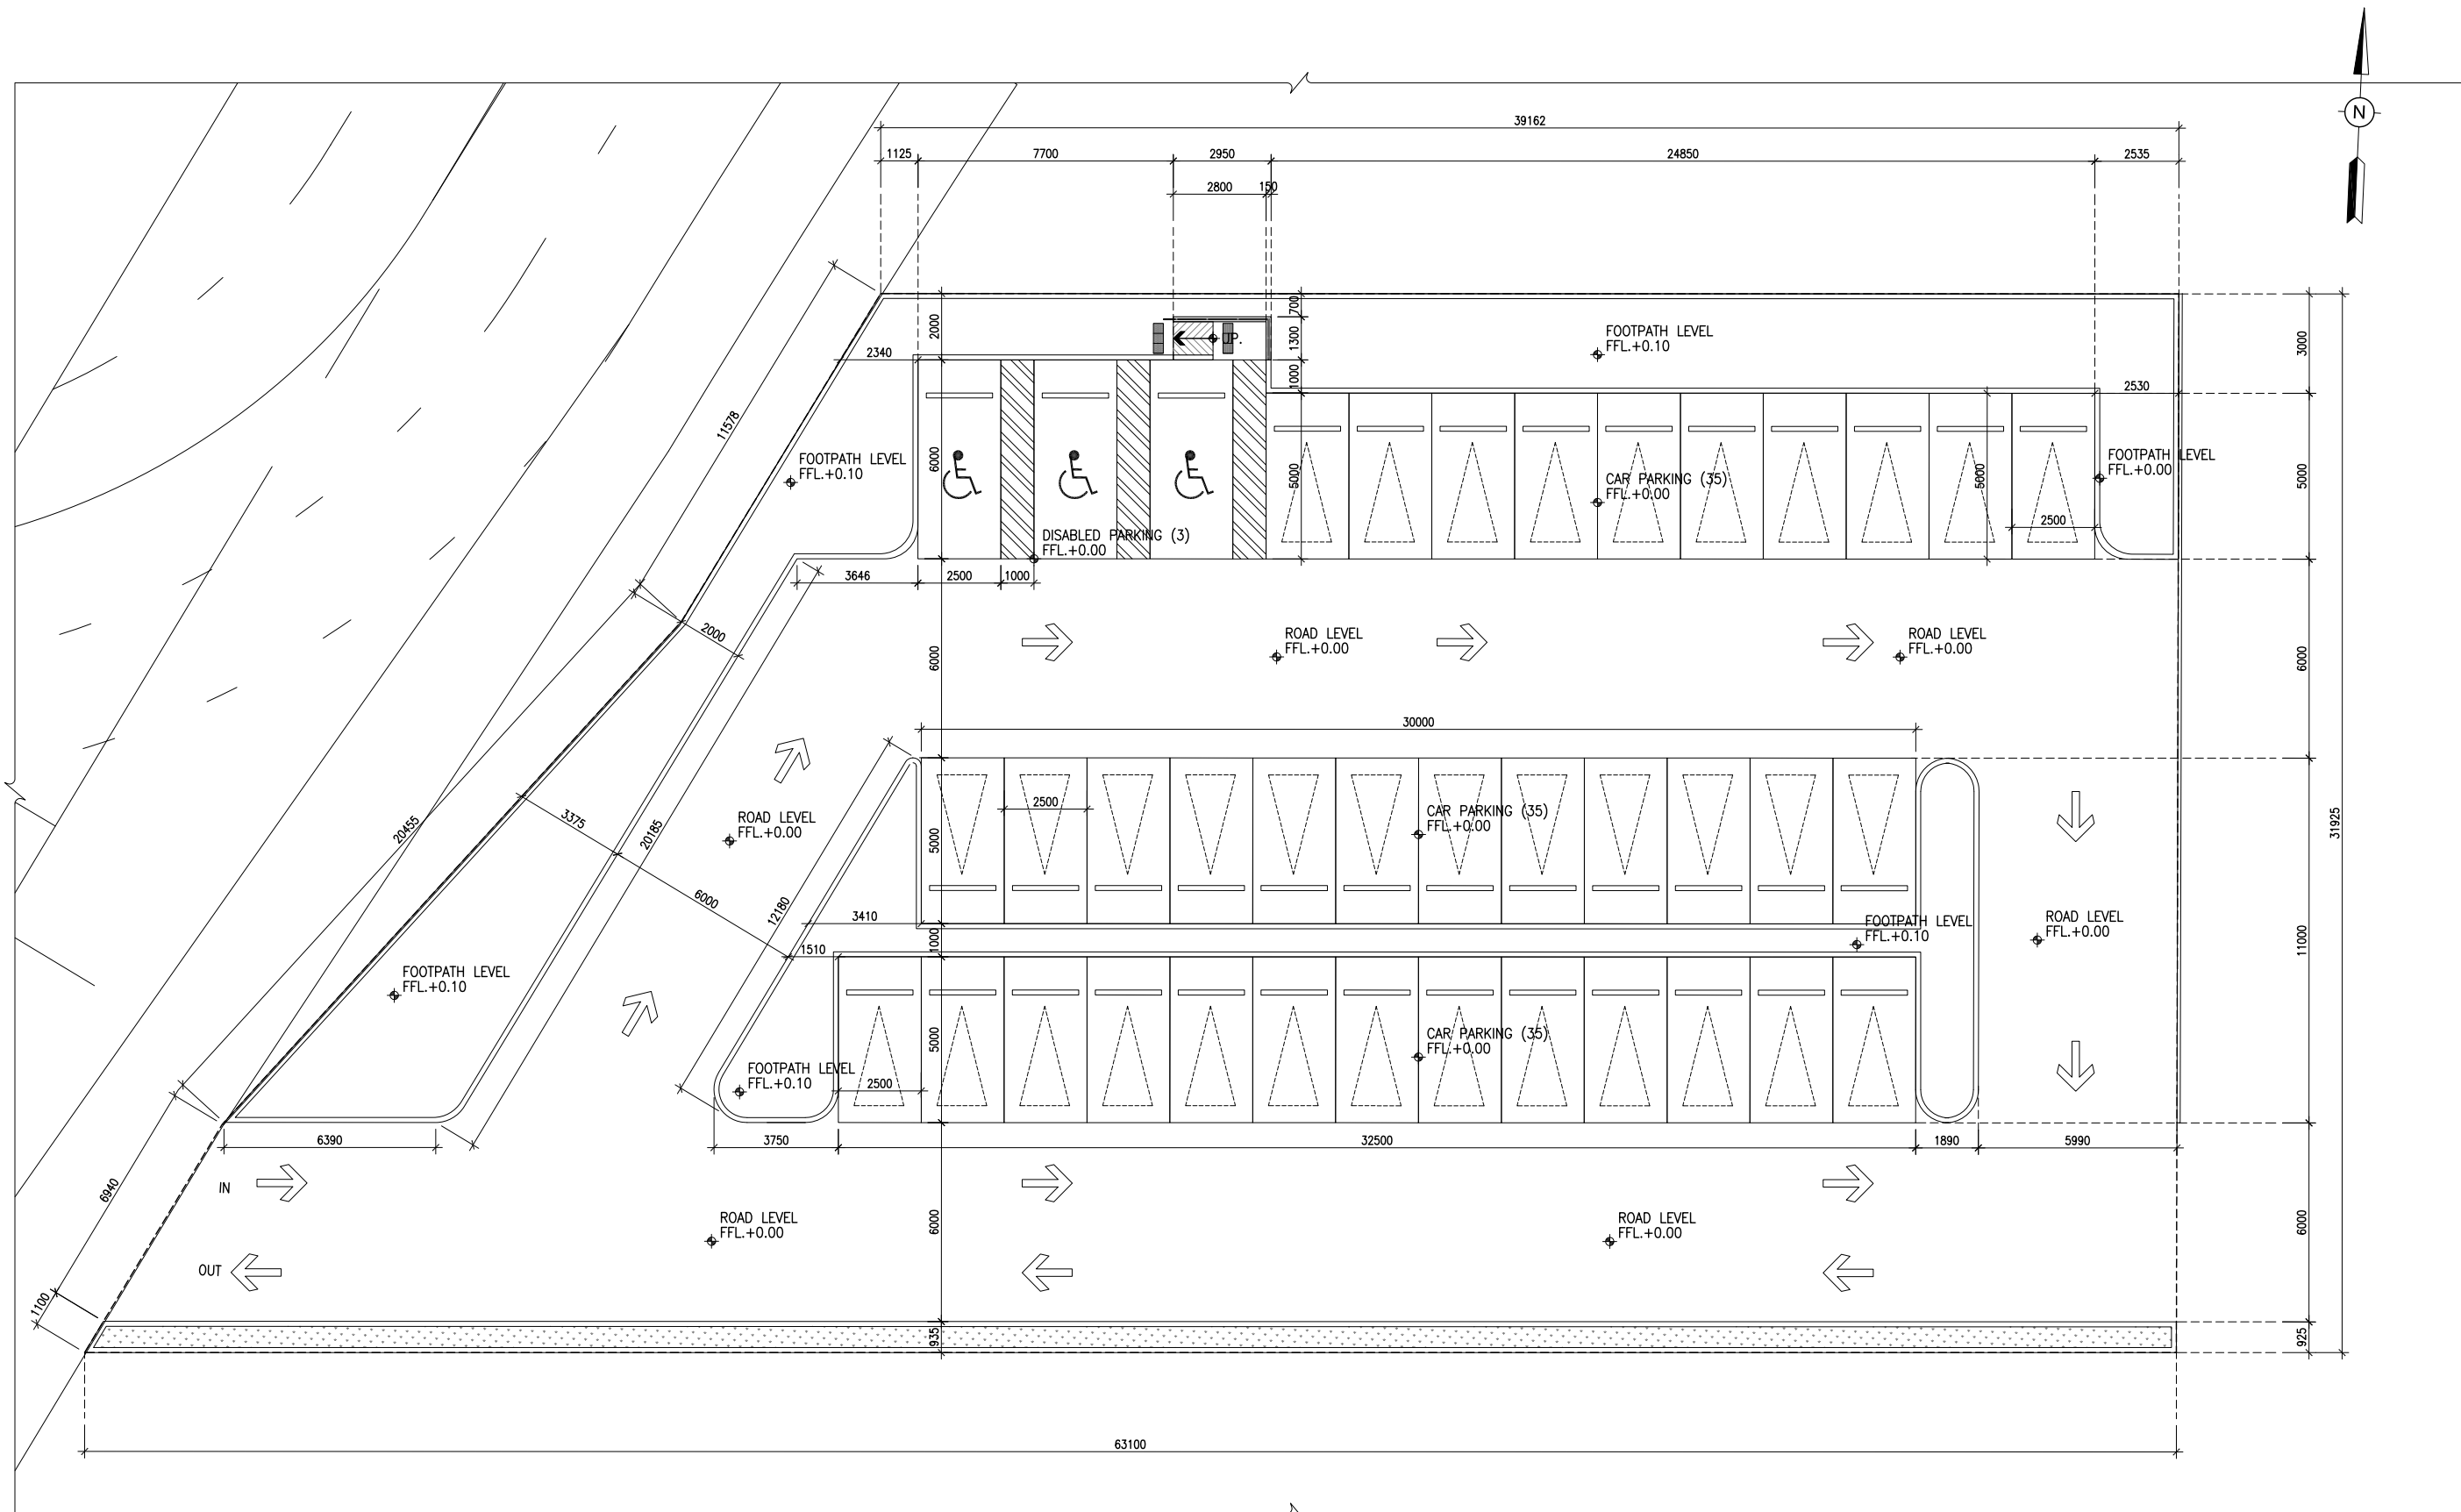 N
39162
1125
7700
2950
24850
2535
2800
150
700
2000
1300
UP.
FOOTPATH LEVEL
FFL.+0.10
3000
2340
1000
2530
11578
FOOTPATH LEVEL
FFL.+0.10
6000
5000
CAR PARKING (35)
FFL.+0.00
5000
FOOTPATH LEVEL
FFL.+0.00
5000
2500
DISABLED PARKING (3)
FFL.+0.00
3646
2500
1000
2000
6000
ROAD LEVEL
FFL.+0.00
ROAD LEVEL
FFL.+0.00
6000
30000
2500
3375
20455
20185
ROAD LEVEL
FFL.+0.00
5000
CAR PARKING (35)
FFL.+0.00
31925
6000
12180
3410
1000
1510
FOOTPATH LEVEL
FFL.+0.10
ROAD LEVEL
FFL.+0.00
11000
FOOTPATH LEVEL
FFL.+0.10
5000
CAR PARKING (35)
FFL.+0.00
FOOTPATH LEVEL
FFL.+0.10
2500
6390
3750
32500
1890
5990
6940
IN
ROAD LEVEL
FFL.+0.00
6000
ROAD LEVEL
FFL.+0.00
6000
OUT
1100
935
925
63100